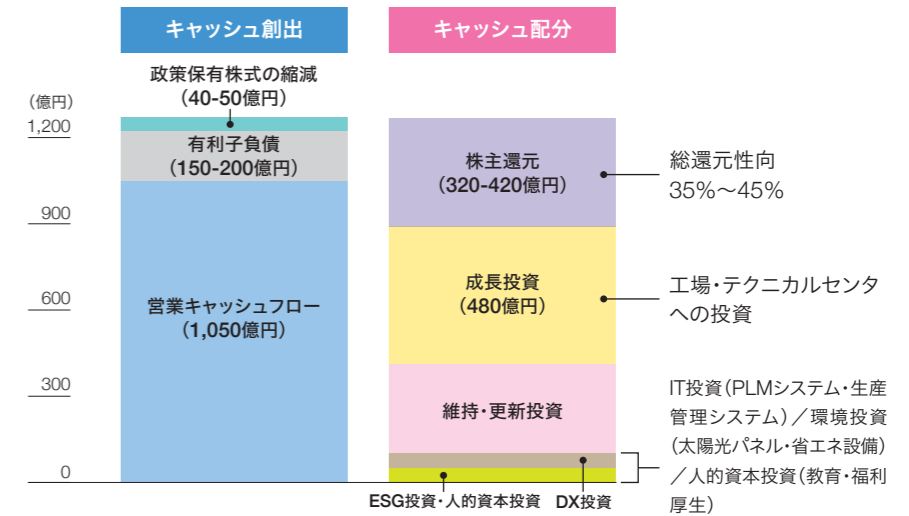 キャッシュ創出
キャッシュ配分
政策保有株式の縮減
(40-50億円)
(億円)
1,200
900
600
300
0
有利子負債
(150-200億円)
営業キャッシュフロー
(1,050億円)
株主還元
(320-420億円)
成長投資
(480億円)
維持・更新投資
ESG投資・人的資本投資
DX投資
総還元性向
35%~45%
工場・テクニカルセンタ
への投資
IT投資(PLMシステム・生産
管理システム)/環境投資
(太陽光パネル・省エネ設備)
/人的資本投資(教育・福利
厚生)